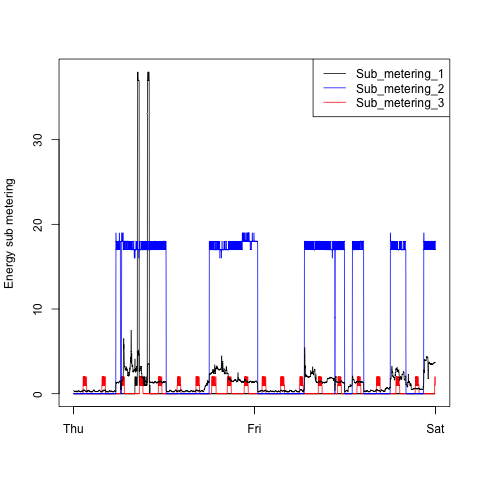 Sub_metering_1
Sub_metering_2
Sub_metering_3
Energy sub metering
30
20
10
0
Thu Fri Sat